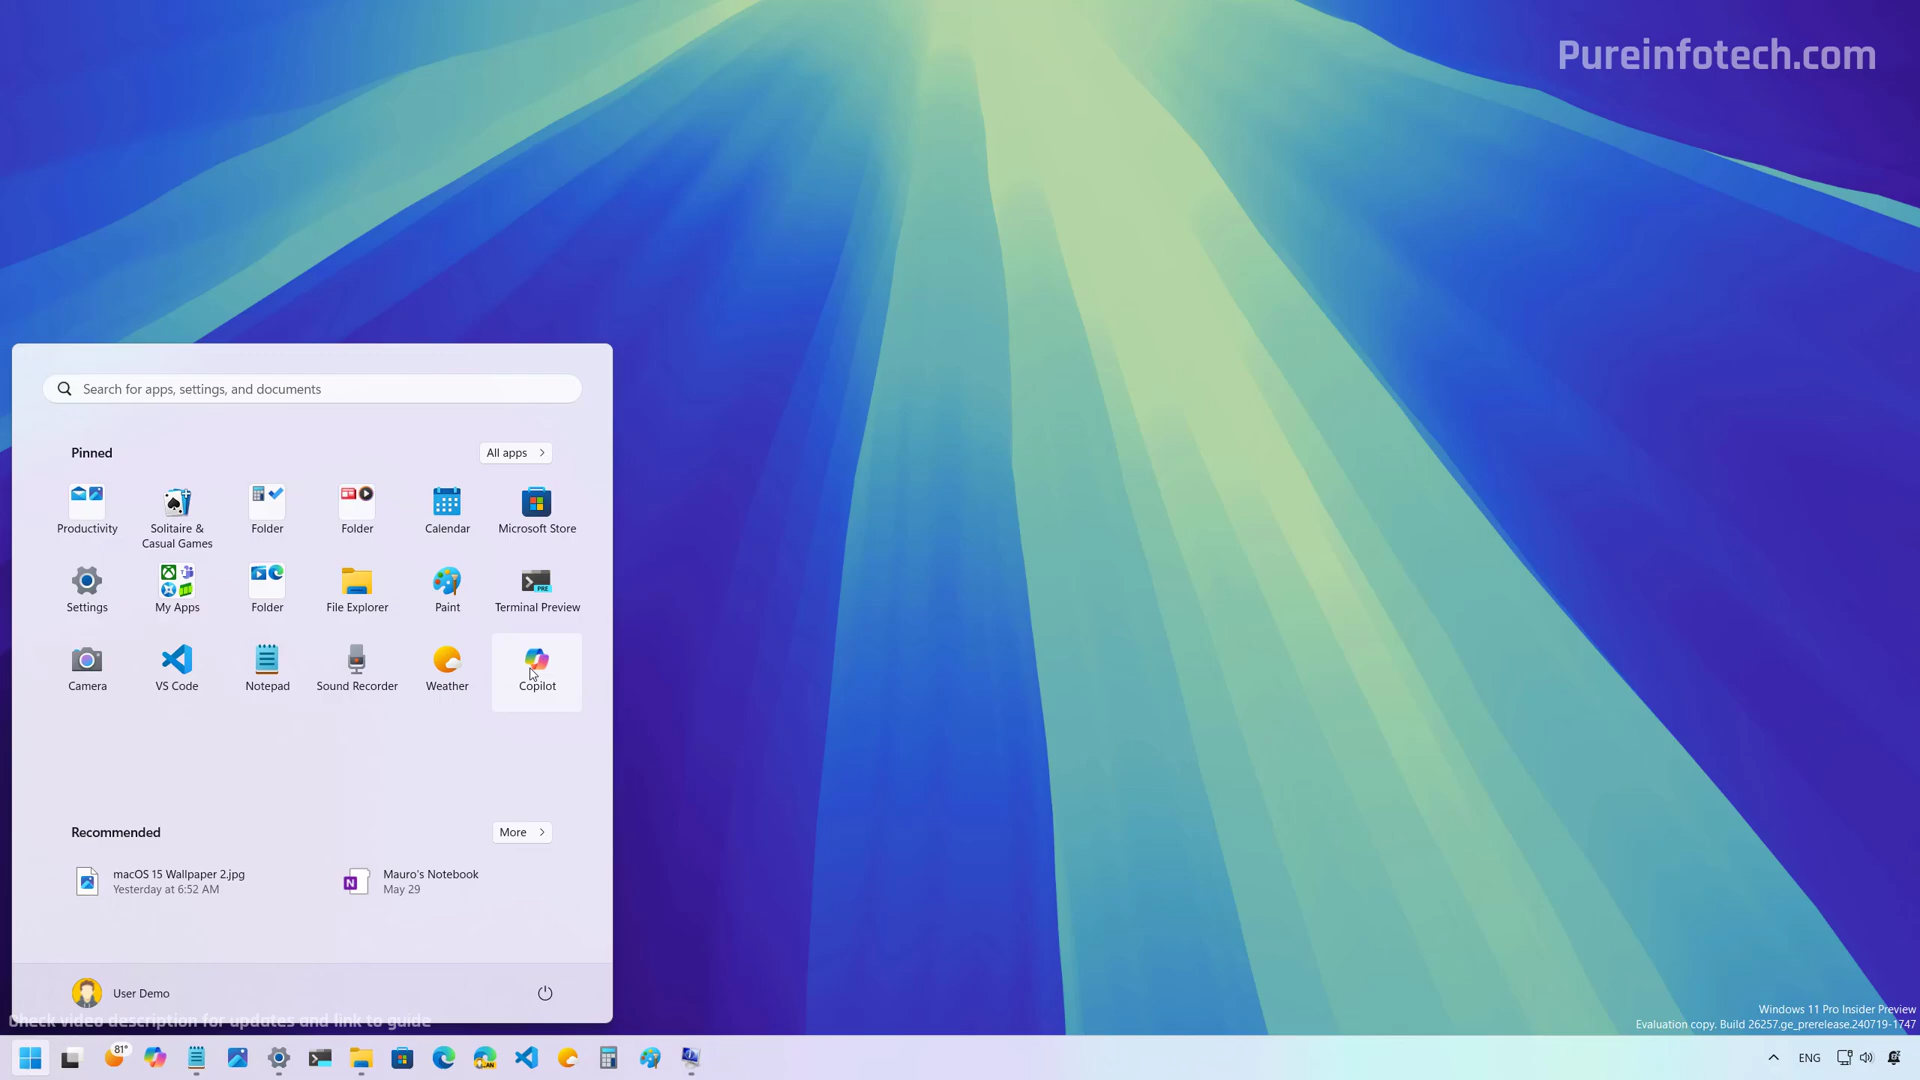 Pureinfotech.com
Search for apps, settings, and documents
Pinned
All apps
Productivity
Solitaire &
Casual Games
Folder
Folder
Calendar
Microsoft Store
Settings
My Apps
Folder
File Explorer
Paint
PRE
Terminal Preview
Camera
VS Code
Notepad
Sound Recorder
Weather
Copilot
Recommended
More
macOS 15 Wallpaper 2.jpg
Yesterday at 6:52 AM
N
Mauro's Notebook
May 29
User Demo
Check video description for updates and link to guide
Windows 11 Pro Insider Preview
Evaluation copy. Build 26257.ge_prerelease.240719-1747
81°
CAN
ENG